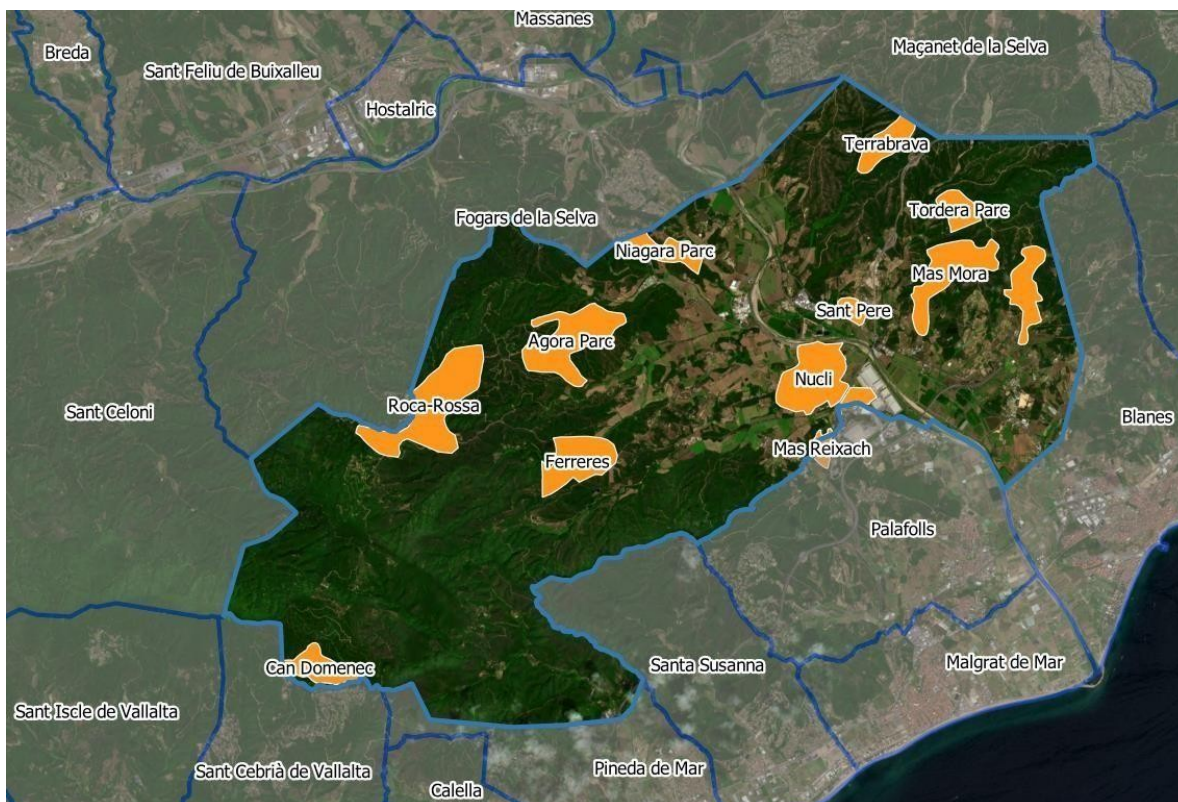 Massanes
Breda
Maçanet de la Selva
Sant Feliu de Buixalleu
Hostalric
Terrabrava
Tordera Parc
Fogars de la Selva
Niagara Parc
Mas Mora
Sant Pere
Agora Parc
Nucli
Roca-Rossa
Sant Celoni
Blanes
Mas Reixach
Ferreres
Palafolls
Can Domenec
Santa Susanna
Malgrat de Mar
Sant Iscle de Vallalta
Sant Cebrià de Vallalta
Pineda de Mar
Calella